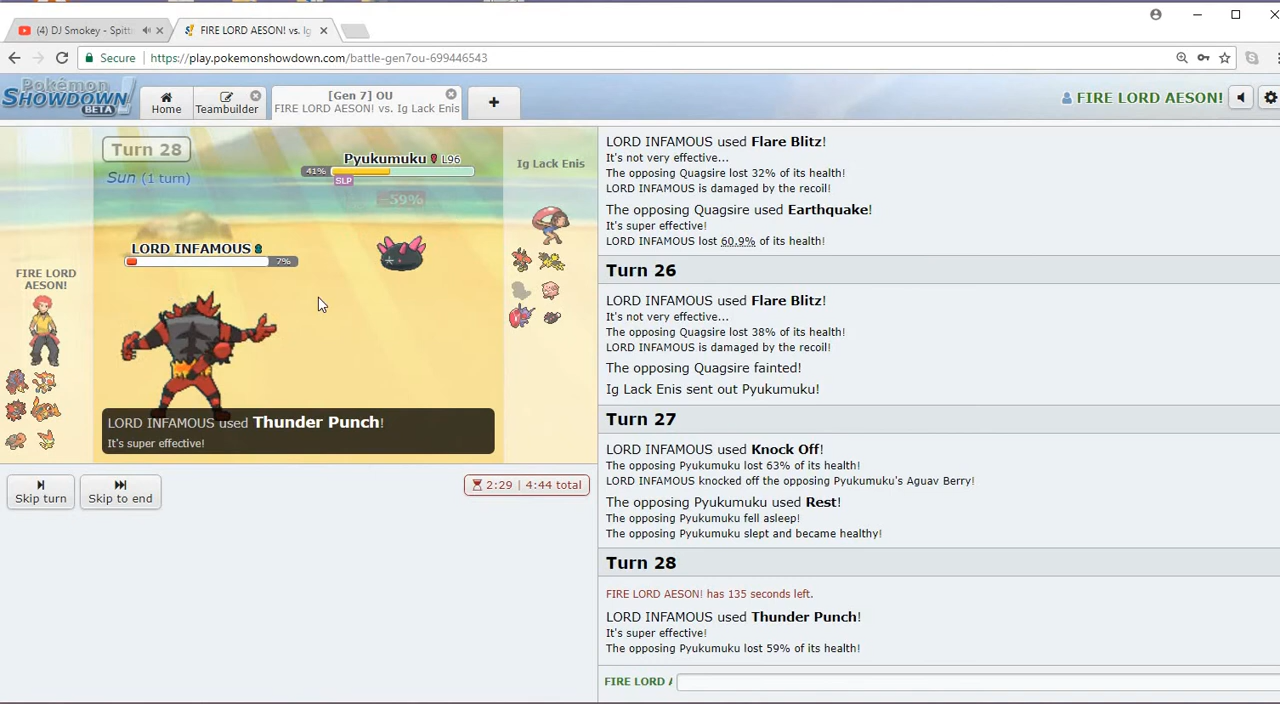 (4) DJ Smokey - Spitt
FIRE LORD AESON! vs. Ig
Secure
https://play.pokemonshowdown.com/battle-gen7ou-699446543
Pokémon
SHOWDOWN
BETA
Home
Teambuilder
[Gen 7] OU
FIRE LORD AESON! vs. Ig Lack Enis
FIRE LORD AESON!
Turn 28
Sun (1 turn)
Pyukumuku L96
41%
SLP
−59%
Ig Lack Enis
LORD INFAMOUS
7%
FIRE LORD
AESON!
LORD INFAMOUS used Thunder Punch!
It's super effective!
Skip turn
Skip to end
2:29 | 4:44 total
LORD INFAMOUS used Flare Blitz!
It's not very effective...
The opposing Quagsire lost 32% of its health!
LORD INFAMOUS is damaged by the recoil!
The opposing Quagsire used Earthquake!
It's super effective!
LORD INFAMOUS lost 60.9% of its health!
Turn 26
LORD INFAMOUS used Flare Blitz!
It's not very effective...
The opposing Quagsire lost 38% of its health!
LORD INFAMOUS is damaged by the recoil!
The opposing Quagsire fainted!
Ig Lack Enis sent out Pyukumuku!
Turn 27
LORD INFAMOUS used Knock Off!
The opposing Pyukumuku lost 63% of its health!
LORD INFAMOUS knocked off the opposing Pyukumuku's Aguav Berry!
The opposing Pyukumuku used Rest!
The opposing Pyukumuku fell asleep!
The opposing Pyukumuku slept and became healthy!
Turn 28
FIRE LORD AESON! has 135 seconds left.
LORD INFAMOUS used Thunder Punch!
It's super effective!
The opposing Pyukumuku lost 59% of its health!
FIRE LORD